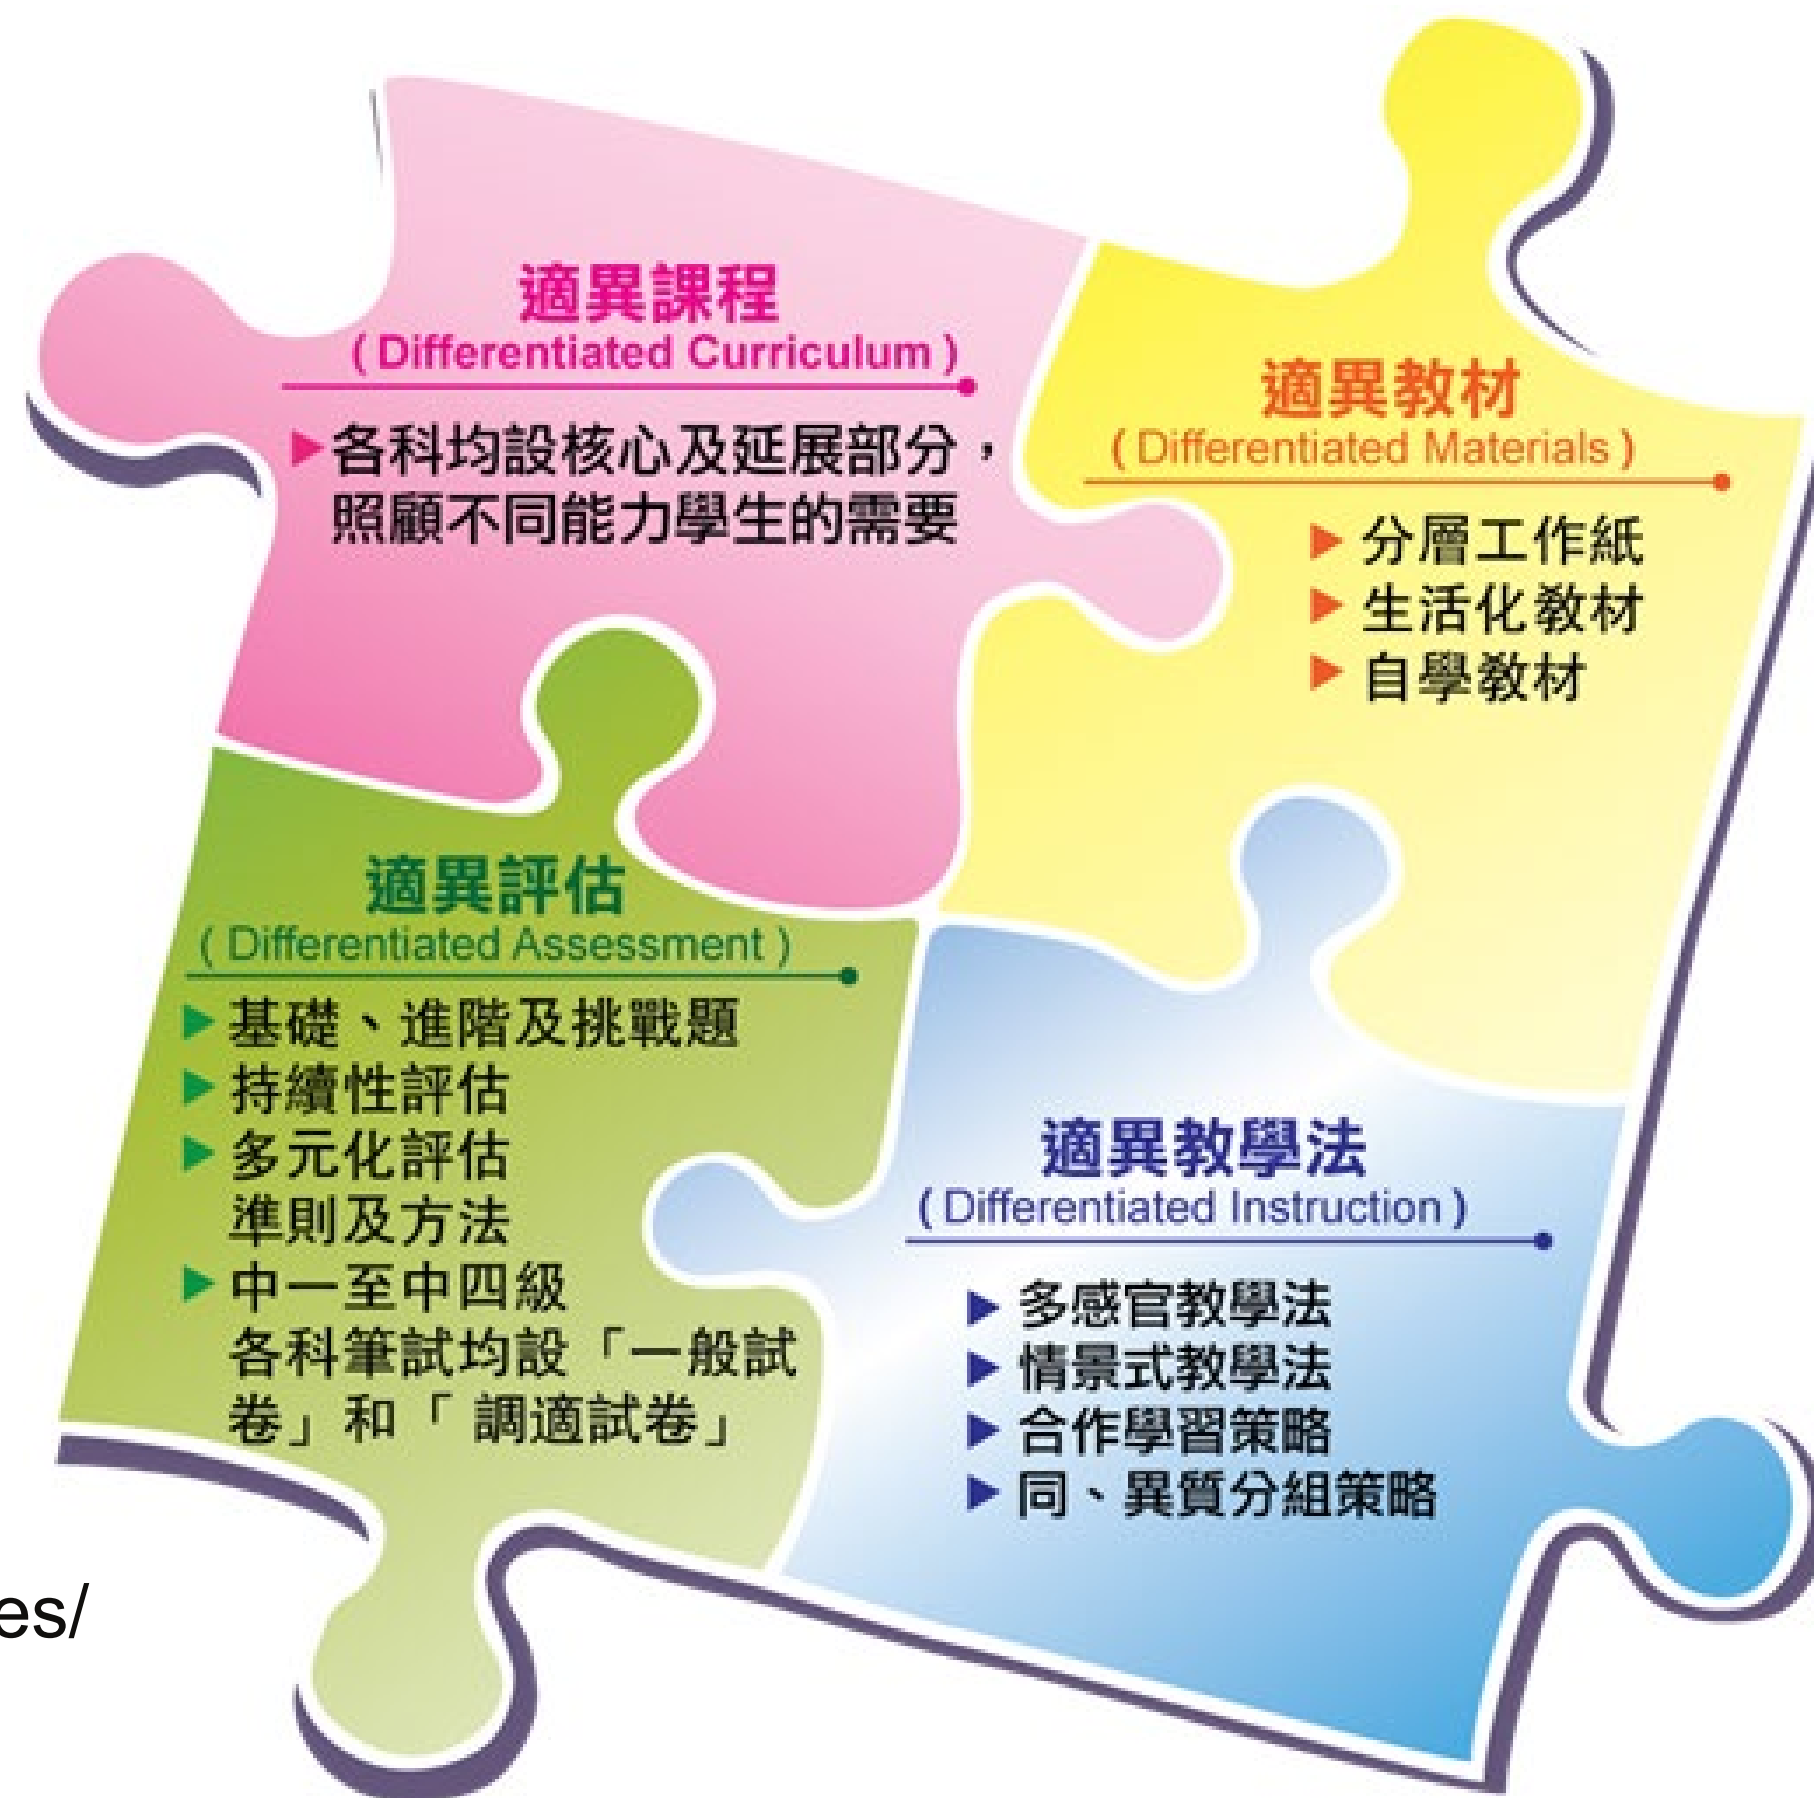 適異課程
( Differentiated Curriculum )
▶各科均設核心及延展部分，
照顧不同能力學生的需要
適異教材
( Differentiated Materials )
▶ 分層工作紙
▶ 生活化教材
▶ 自學教材
適異評估
( Differentiated Assessment )
▶基礎、進階及挑戰題
▶持續性評估
▶多元化評估
準則及方法
▶中一至中四級
各科筆試均設「一般試
卷」和「 調適試卷」
適異教學法
( Differentiated Instruction )
▶ 多感官教學法
▶ 情景式教學法
▶ 合作學習策略
▶ 同、異質分組策略
es/